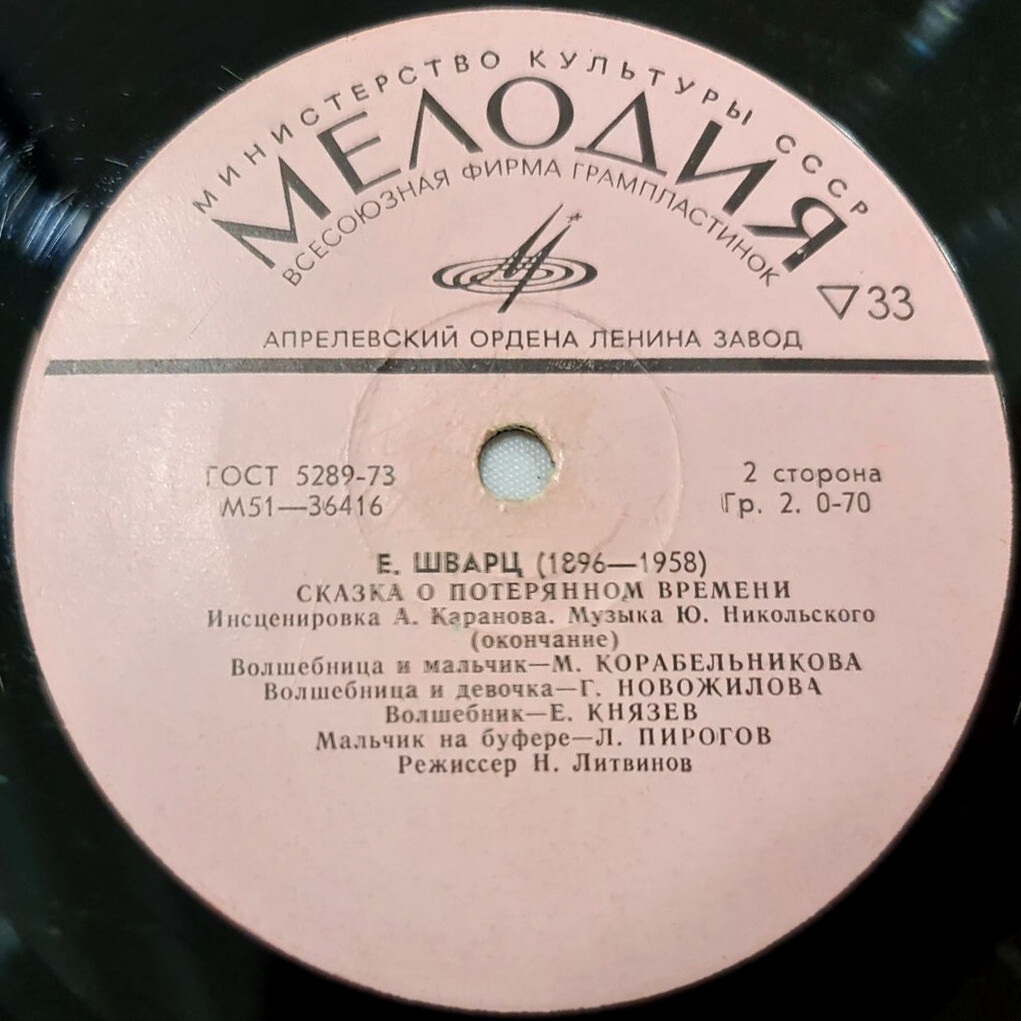 МИНИСТЕРСТВО КУЛЬТУРЫ СССР
МЕЛОДИЯ
ВСЕСОЮЗНАЯ ФИРМА ГРАМПЛАСТИНОК
▽33
АПРЕЛЕВСКИЙ ОРДЕНА ЛЕНИНА ЗАВОД
ГОСТ 5289-73 2 сторона
М51—36416 Гр. 2. 0-70
Е. ШВАРЦ (1896—1958)
СКАЗКА О ПОТЕРЯННОМ ВРЕМЕНИ
Инсценировка А. Каранова. Музыка Ю. Никольского
(окончание)
Волшебница и мальчик—М. КОРАБЕЛЬНИКОВА
Волшебница и девочка—Г. НОВОЖИЛОВА
Волшебник—Е. КНЯЗЕВ
Мальчик на буфере—Л. ПИРОГОВ
Режиссер Н. Литвинов